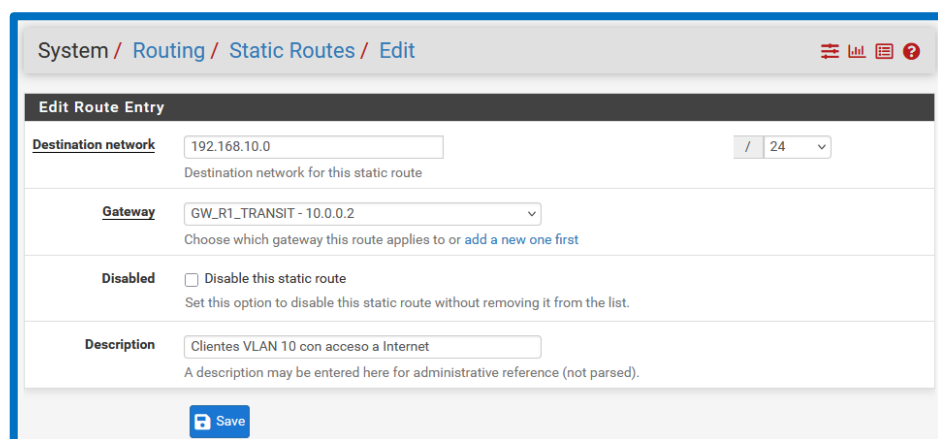 System / Routing / Static Routes / Edit
Edit Route Entry
Destination network 192.168.10.0 / 24
Destination network for this static route
Gateway GW_R1_TRANSIT - 10.0.0.2
Choose which gateway this route applies to or add a new one first
Disabled Disable this static route
Set this option to disable this static route without removing it from the list.
Description Clientes VLAN 10 con acceso a Internet
A description may be entered here for administrative reference (not parsed).
Save